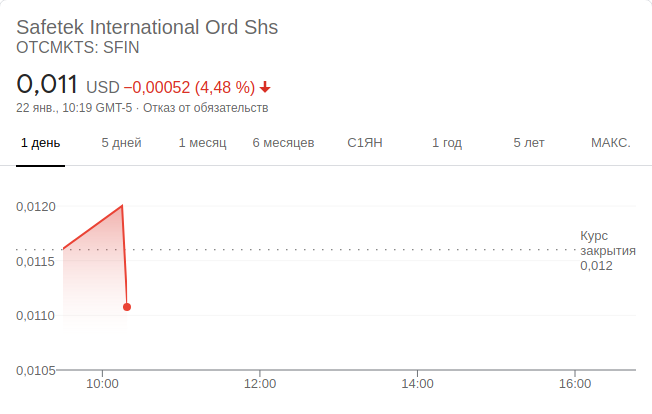 Safetek International Ord Shs
OTCMKTS: SFIN
0,011 USD −0,00052 (4,48 %)
22 янв., 10:19 GMT-5 · Отказ от обязательств
1 день 5 дней 1 месяц 6 месяцев С1ЯН 1 год 5 лет МАКС.
0,0120
Курс
закрытия
0,012
0,0115
0,0110
0,0105
10:00 12:00 14:00 16:00